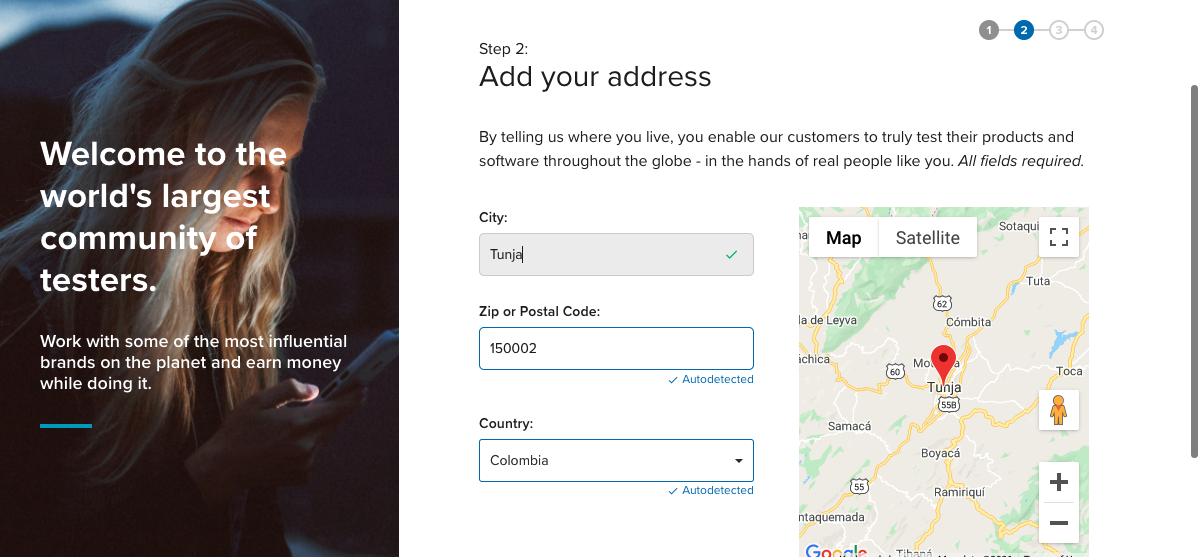 Welcome to the
world's largest
community of
testers.
Work with some of the most influential
brands on the planet and earn money
while doing it.
1 2 3 4
Step 2:
Add your address
By telling us where you live, you enable our customers to truly test their products and
software throughout the globe - in the hands of real people like you. All fields required.
City:
Tunja
Zip or Postal Code:
150002
Autodetected
Country:
Colombia
Autodetected
Map Satellite
Sotaqui
Tuta
62
la de Leyva
Cómbita
áchica
60
Mo
Toca
Tunja
55B
Samacá
Boyacá
55
Ramiriquí
ntaquemada
Google
Tibaná